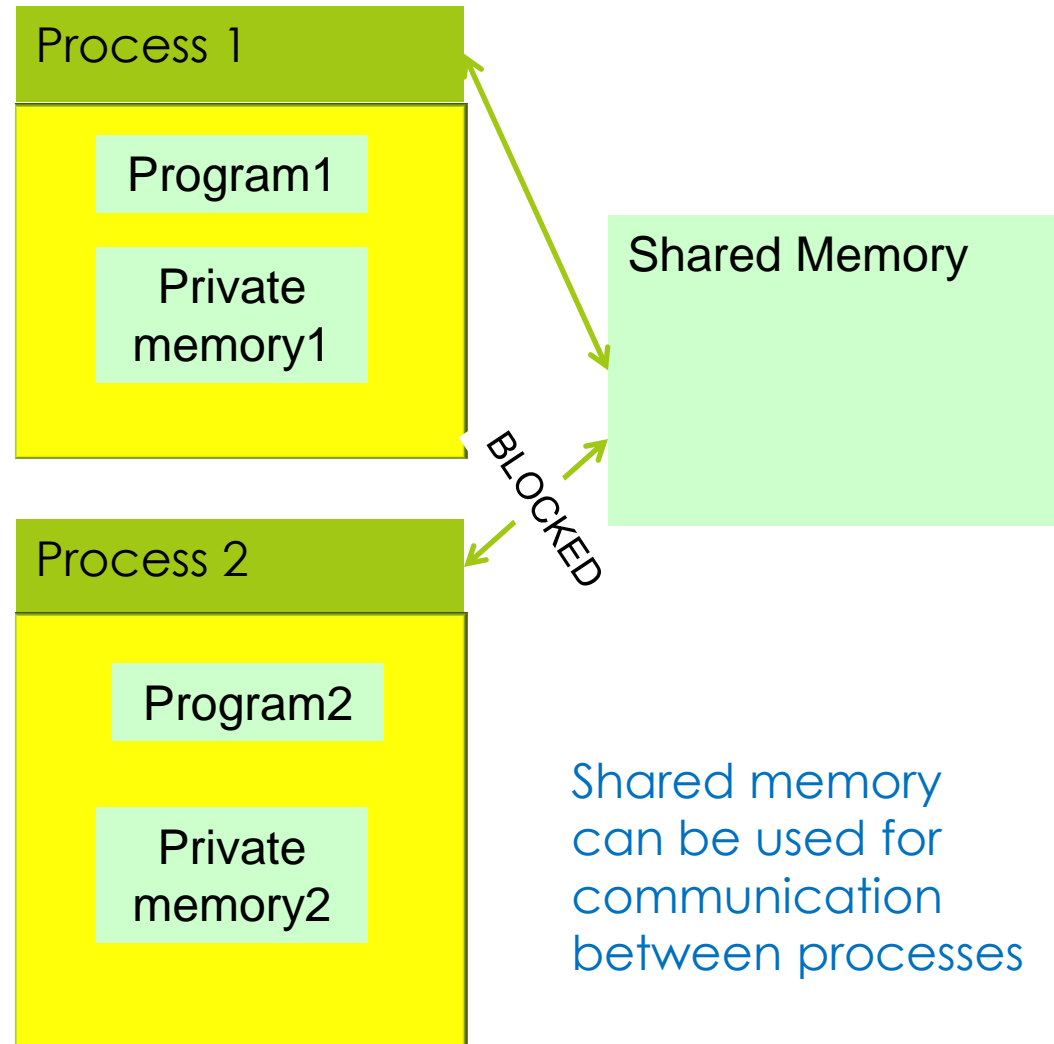 Process 1
Program1
Private
memory1
Shared Memory
BLOCKED
Process 2
Program2
Private
memory2
Shared memory
can be used for
communication
between processes